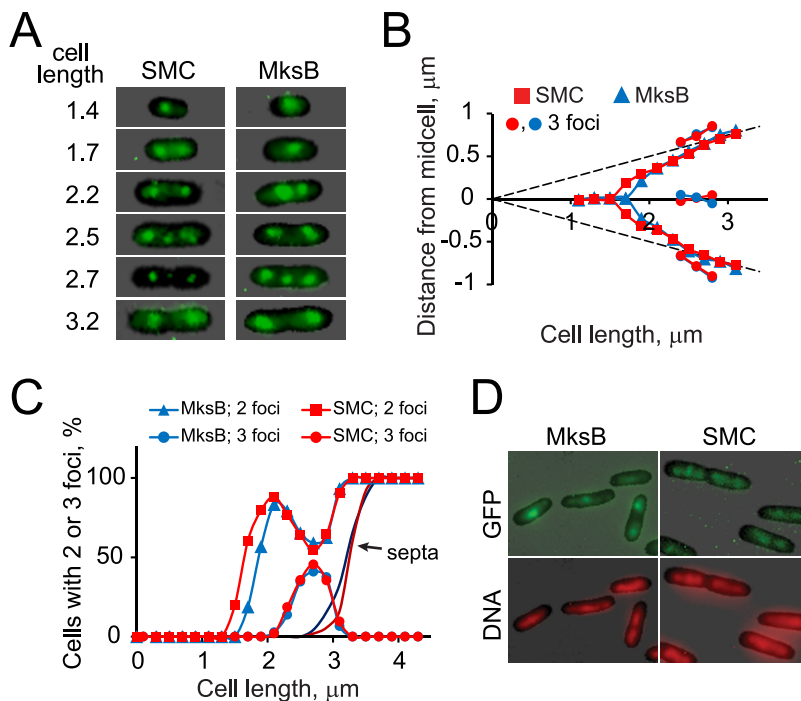 A
cell
length
SMC
MksB
1.4
1.7
2.2
2.5
2.7
3.2
B
Distance from midcell, μm
SMC
MksB
, 3 foci
1
0.5
0
-0.5
-1
0
1
2
3
Cell length, μm
C
MksB; 2 foci
SMC; 2 foci
MksB; 3 foci
SMC; 3 foci
Cells with 2 or 3 foci, %
100
50
0
septa
0
1
2
3
4
Cell length, μm
D
MksB
SMC
GFP
DNA